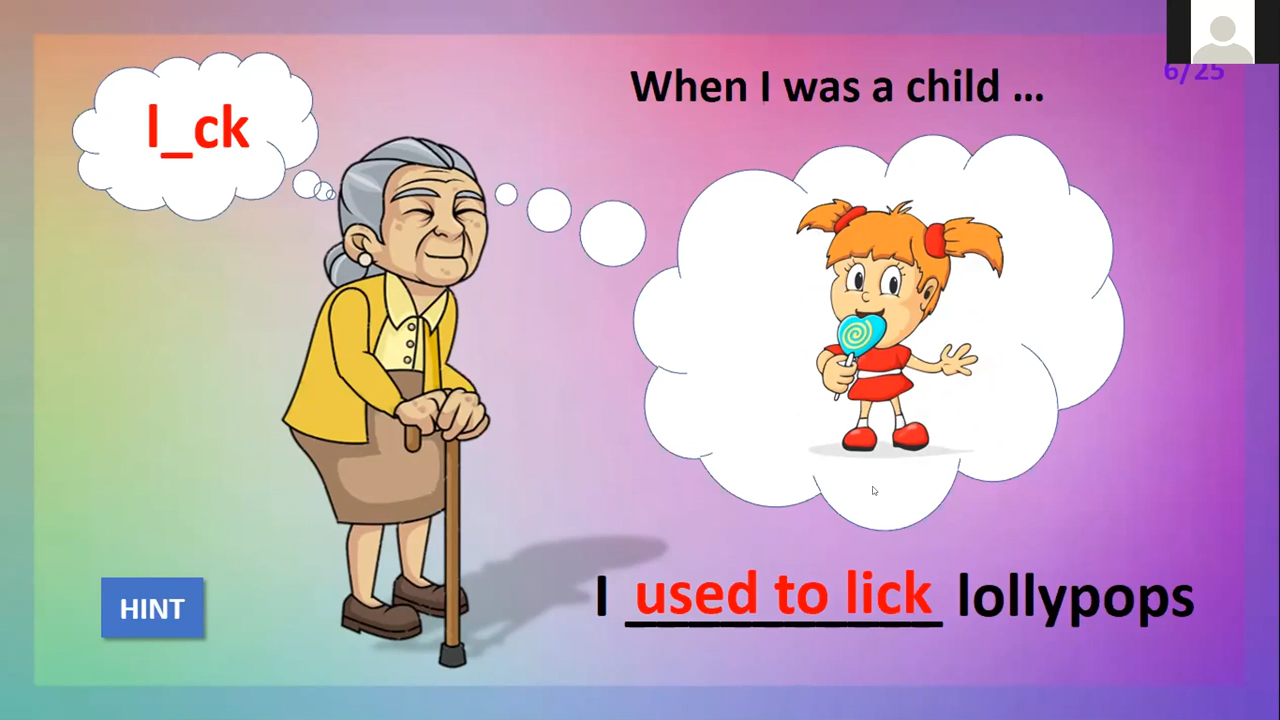 6/25
When I was a child ...
l_ck
HINT
I used to lick lollypops